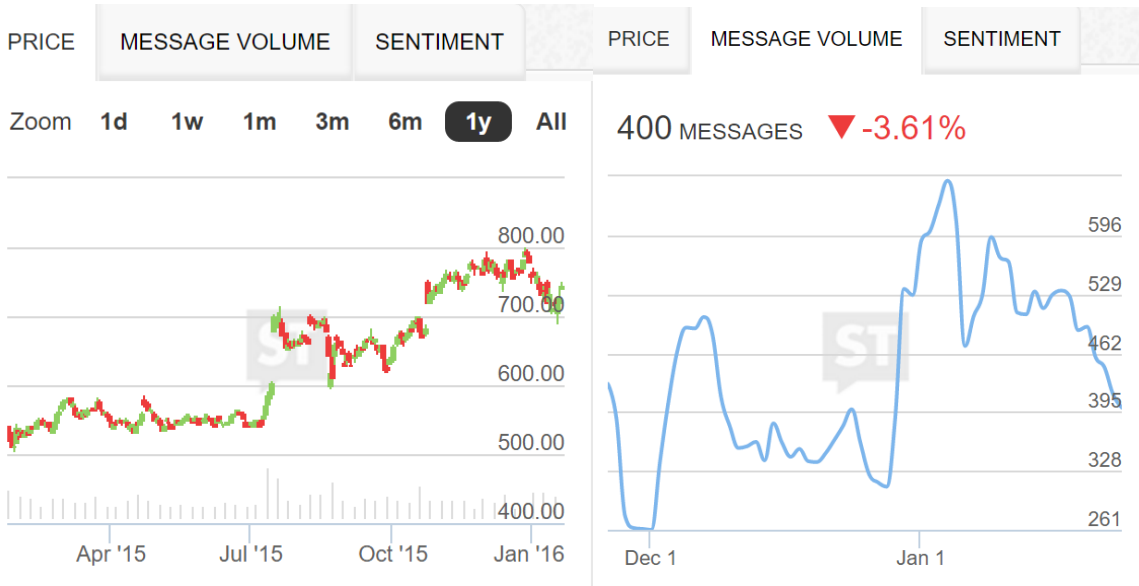 PRICE MESSAGE VOLUME SENTIMENT
Zoom 1d 1w 1m 3m 6m 1y All
800.00
700.00
600.00
500.00
400.00
ST
Apr '15 Jul '15 Oct '15 Jan '16
PRICE MESSAGE VOLUME SENTIMENT
400 MESSAGES ▼ -3.61%
596
529
462
395
328
261
ST
Dec 1 Jan 1